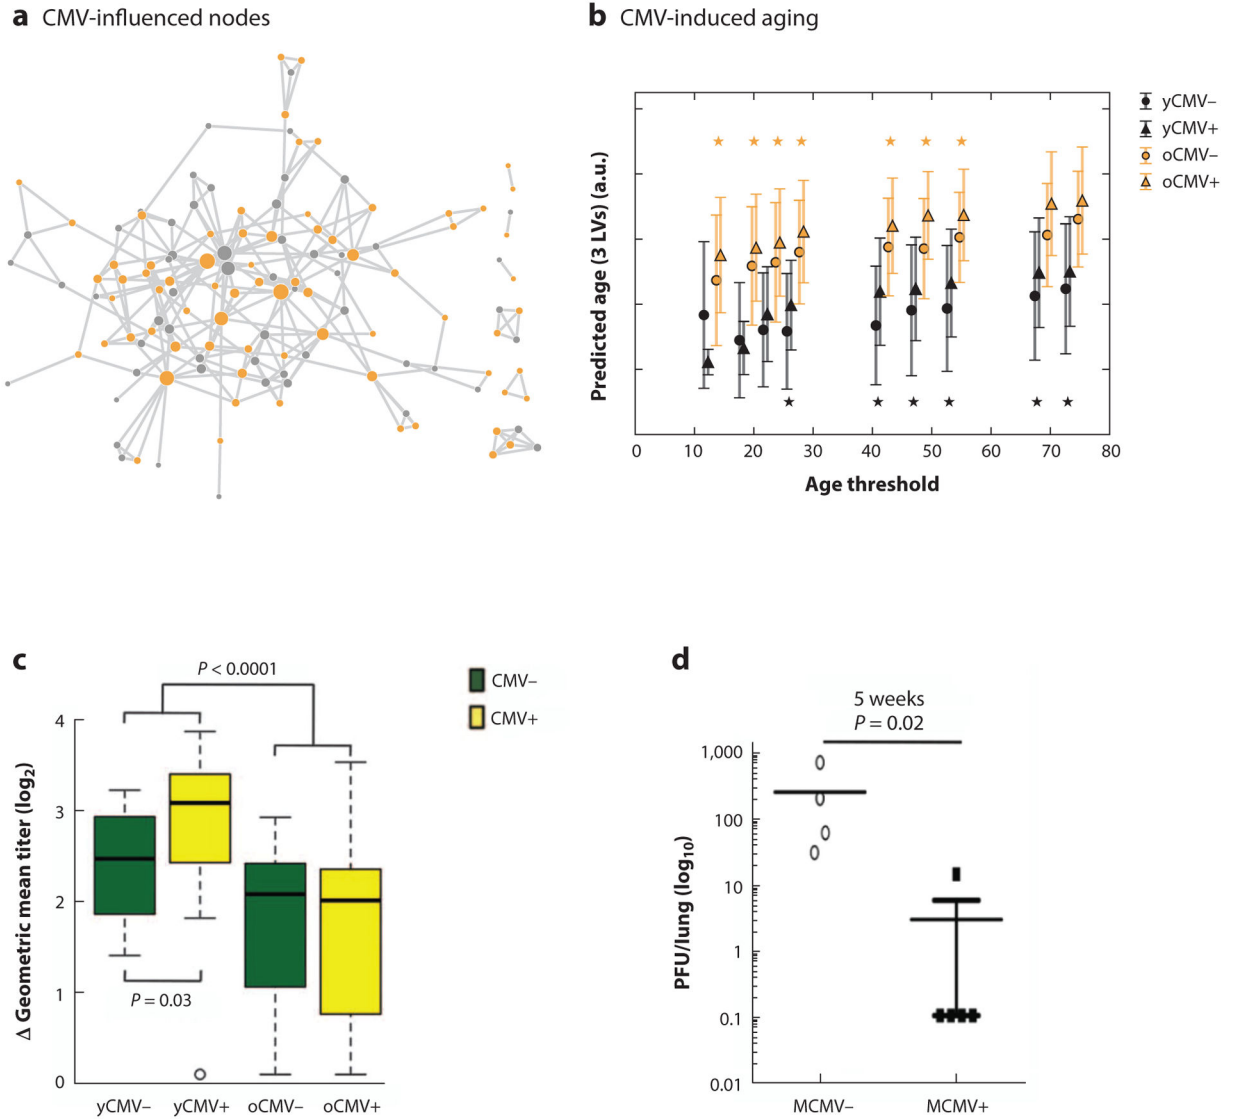 a CMV-influenced nodes
b CMV-induced aging
Predicted age (3 LVs) (a.u.)
0 10 20 30 40 50 60 70 80
Age threshold
yCMV–
yCMV+
oCMV–
oCMV+
c
P < 0.0001
CMV–
CMV+
Δ Geometric mean titer (log2)
4
3
2
1
0
P = 0.03
yCMV– yCMV+ oCMV– oCMV+
d
5 weeks
P = 0.02
PFU/lung (log10)
1,000
100
10
1
0.1
0.01
MCMV– MCMV+